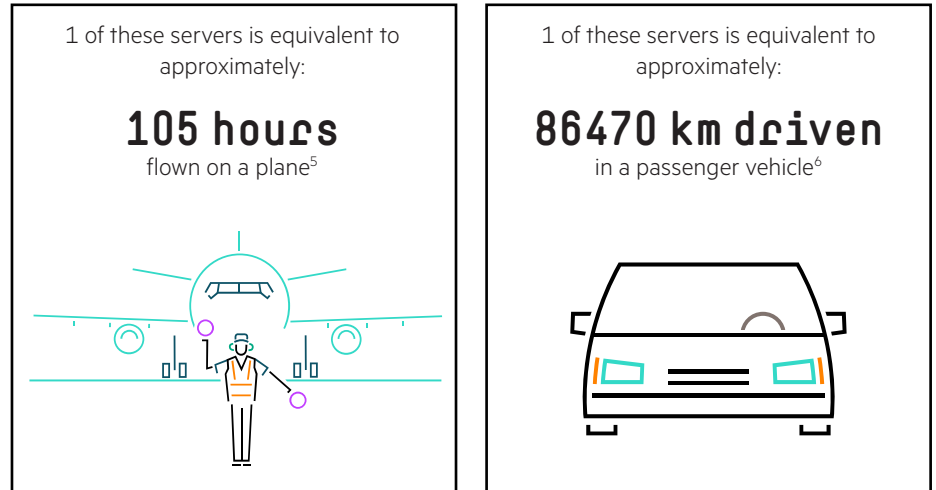 1 of these servers is equivalent to
approximately:
105 hours
flown on a plane⁵
1 of these servers is equivalent to
approximately:
86470 km driven
in a passenger vehicle⁶